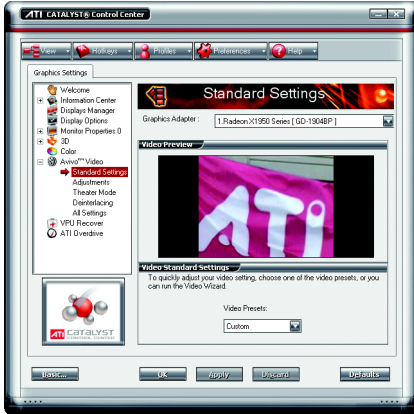 ATI CATALYST® Control Center
View Hotkeys Profiles Preferences Help
Graphics Settings
Welcome
Information Center
Displays Manager
Display Options
Monitor Properties 0
3D
Color
Avivo™ Video
Standard Settings
Adjustments
Theater Mode
Deinterlacing
All Settings
VPU Recover
ATI Overdrive
ATI CATALYST
CONTROL CENTER
Standard Settings
Graphics Adapter :
1.Radeon X1950 Series [ GD-1904BP ]
Video Preview
ATI
Video Standard Settings
To quickly adjust your video setting, choose one of the video presets, or you
can run the Video Wizard.
Video Presets:
Custom
Basic... OK Apply Discard Defaults